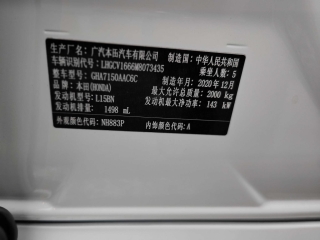 生产厂名: 广汽本田汽车有限公司 制造国: 中华人民共和国
车辆识别代号: LHGCV1666M8073435 乘坐人数: 5
整车型号: GHA7150AAC6C 制造年月: 2020年12月
品牌: 本田(HONDA) 最大允许总质量: 2000 kg
发动机型号: L15BN 发动机最大净功率: 143 kW
发动机排量: 1498 mL
外观颜色代码: NH883P 内饰颜色代码: A